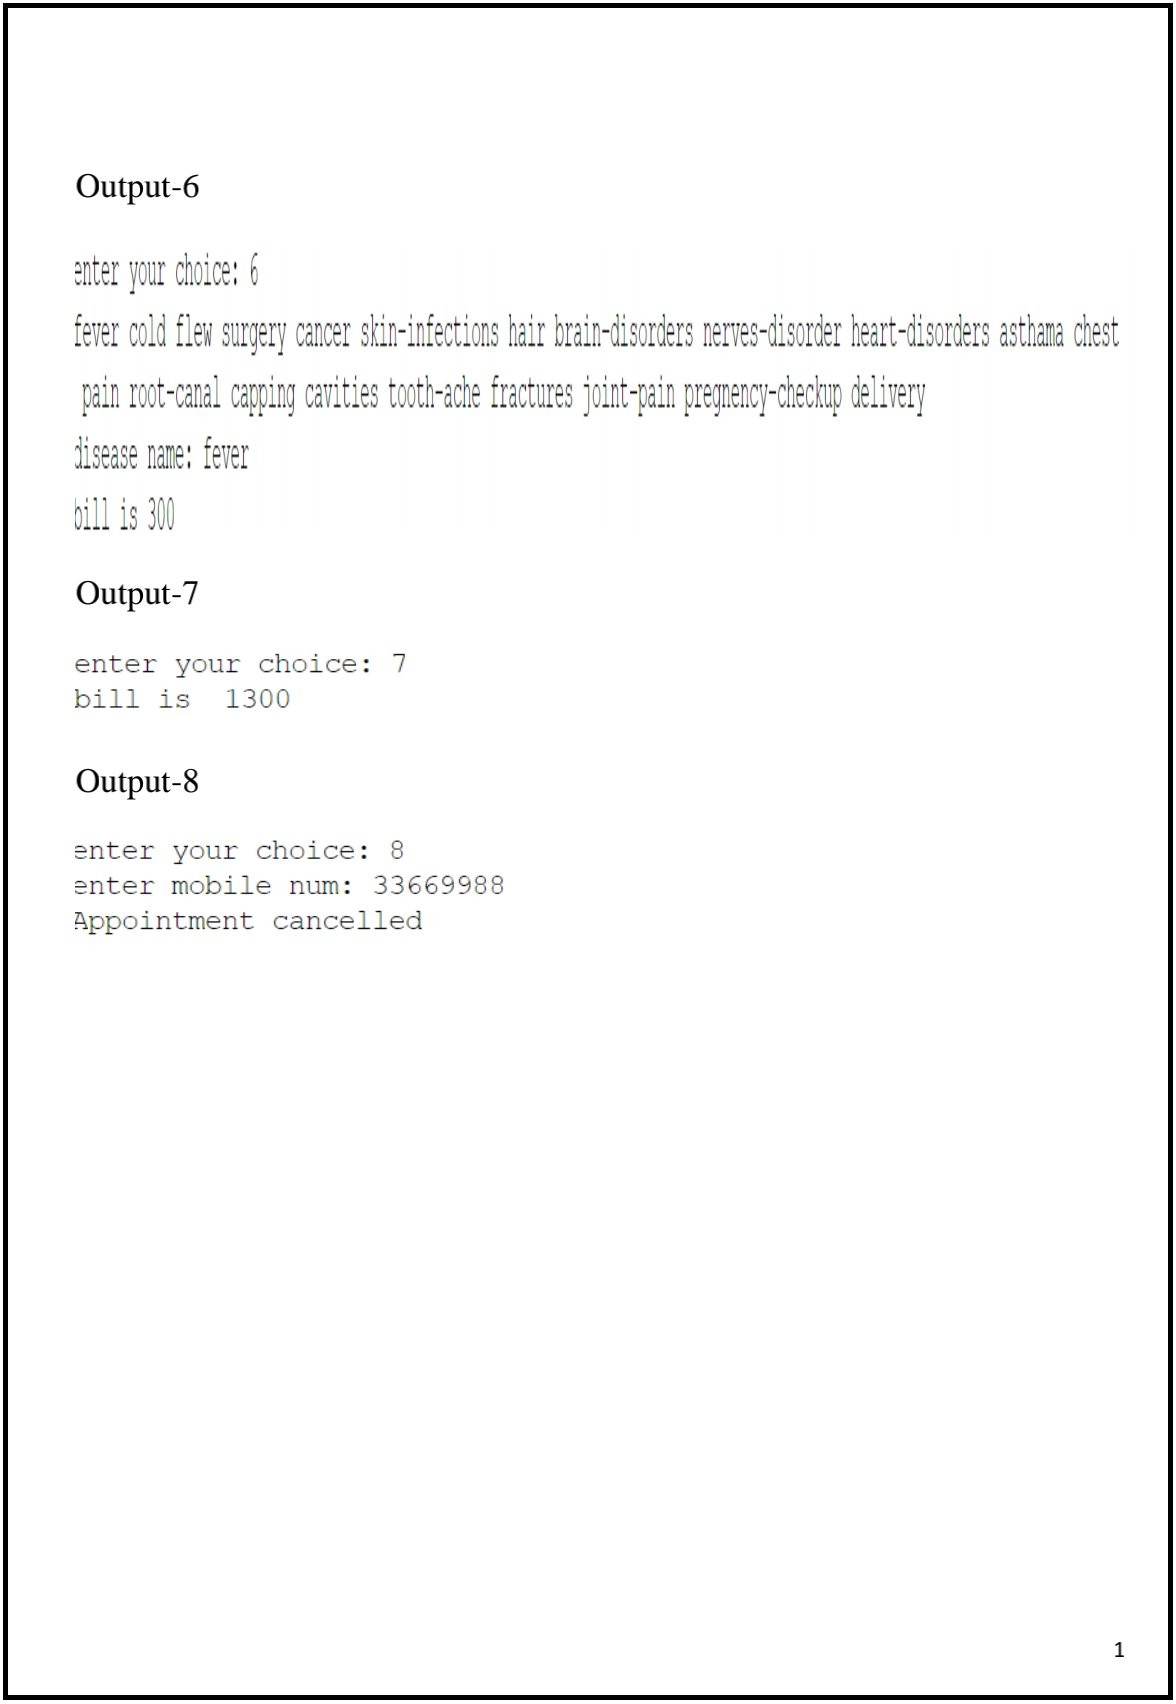 Output-6
enter your choice: 6
fever cold flew surgery cancer skin-infections hair brain-disorders nerves-disorder heart-disorders asthama chest
pain root-canal capping cavities tooth-ache fractures joint-pain pregnency-checkup delivery
disease name: fever
bill is 300
Output-7
enter your choice: 7
bill is  1300
Output-8
enter your choice: 8
enter mobile num: 33669988
Appointment cancelled
1